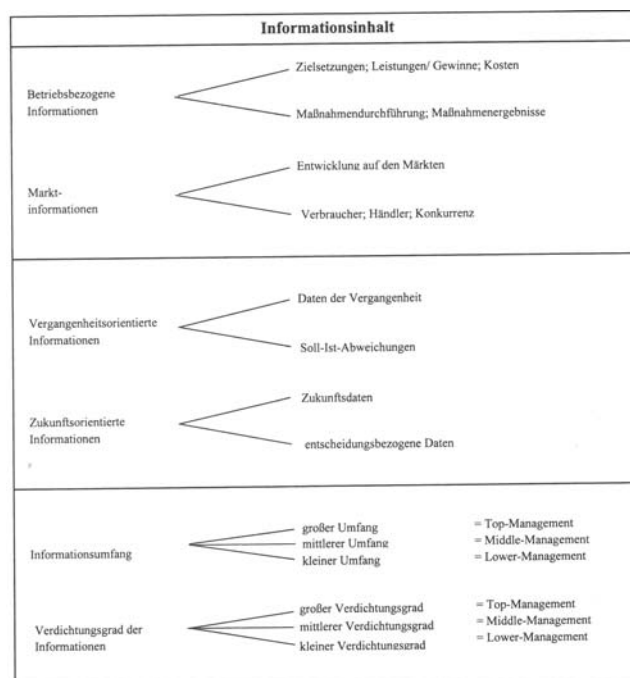 Informationsinhalt
Zielsetzungen; Leistungen/ Gewinne; Kosten
Betriebsbezogene
Informationen
Maßnahmendurchführung; Maßnahmenergebnisse
Entwicklung auf den Märkten
Markt-
informationen
Verbraucher; Händler; Konkurrenz
Daten der Vergangenheit
Vergangenheitsorientierte
Informationen
Soll-Ist-Abweichungen
Zukunftsdaten
Zukunftsorientierte
Informationen
entscheidungsbezogene Daten
großer Umfang = Top-Management
Informationsumfang mittlerer Umfang = Middle-Management
kleiner Umfang = Lower-Management
großer Verdichtungsgrad = Top-Management
Verdichtungsgrad der mittlerer Verdichtungsgrad = Middle-Management
Informationen kleiner Verdichtungsgrad = Lower-Management